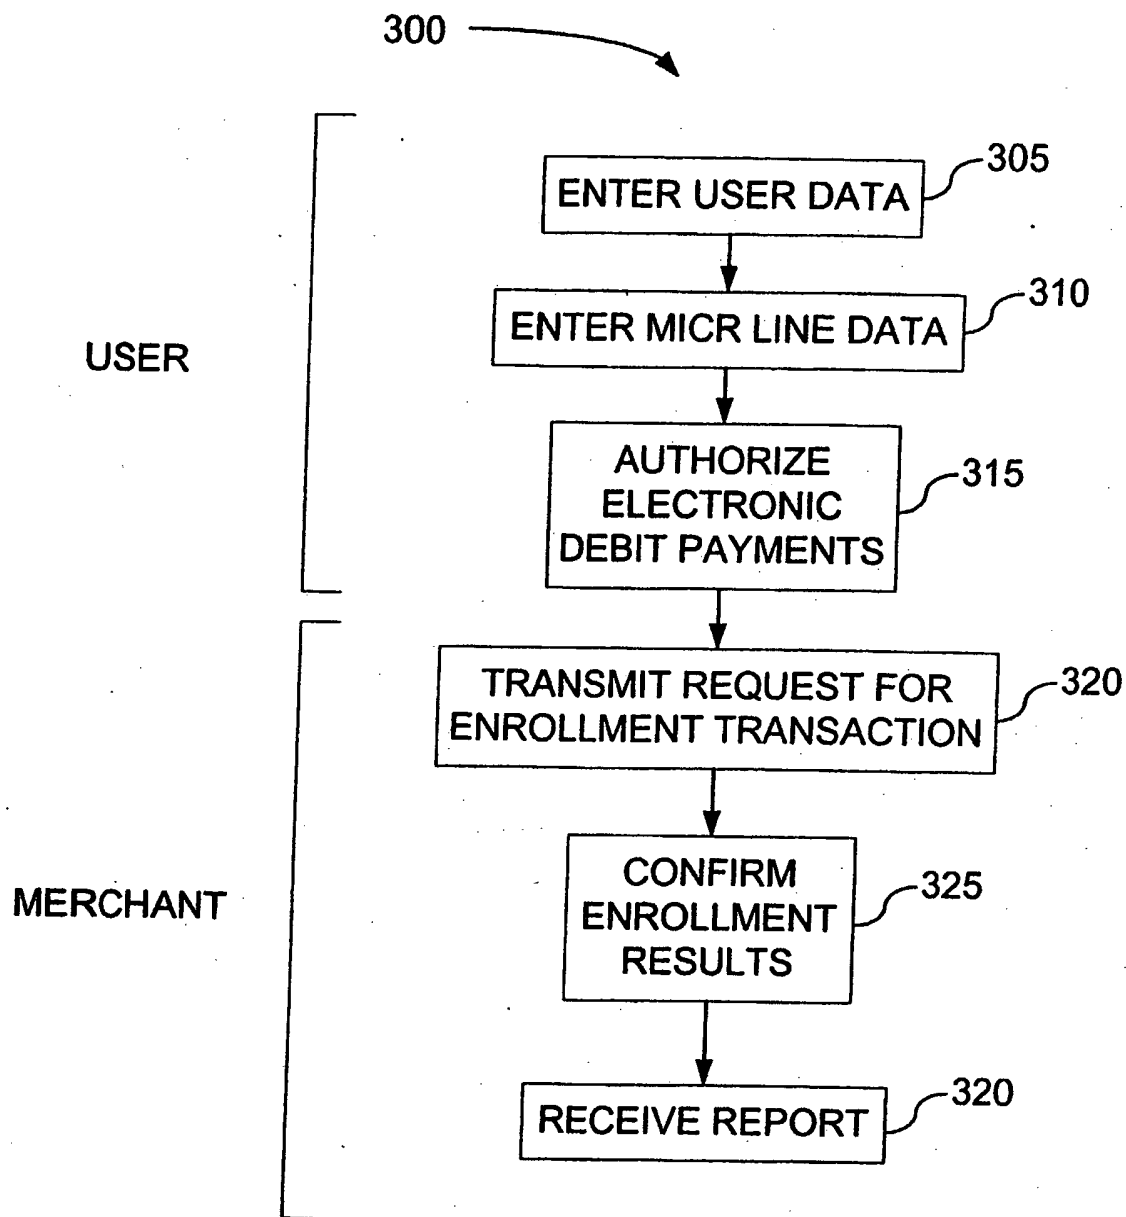 300
ENTER USER DATA
305
ENTER MICR LINE DATA
310
USER
AUTHORIZE
ELECTRONIC
DEBIT PAYMENTS
315
TRANSMIT REQUEST FOR
ENROLLMENT TRANSACTION
320
MERCHANT
CONFIRM
ENROLLMENT
RESULTS
325
RECEIVE REPORT
320